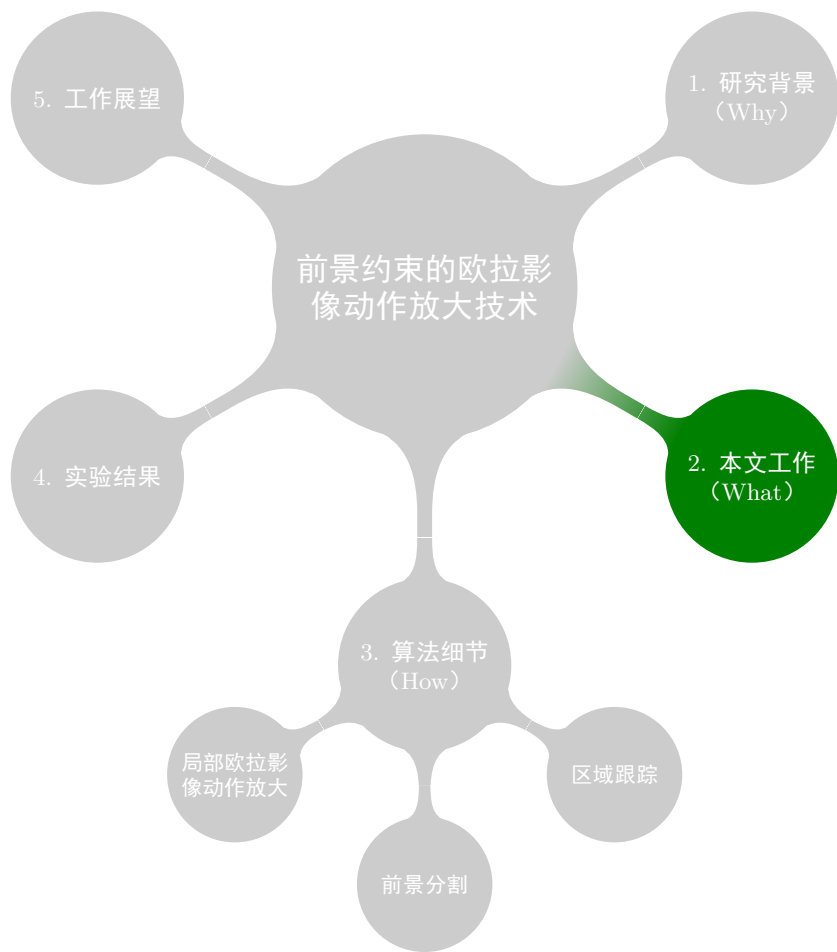 5. 工作展望
1. 研究背景
（Why）
前景约束的欧拉影
像动作放大技术
4. 实验结果
2. 本文工作
（What）
3. 算法细节
（How）
局部欧拉影
像动作放大
区域跟踪
前景分割